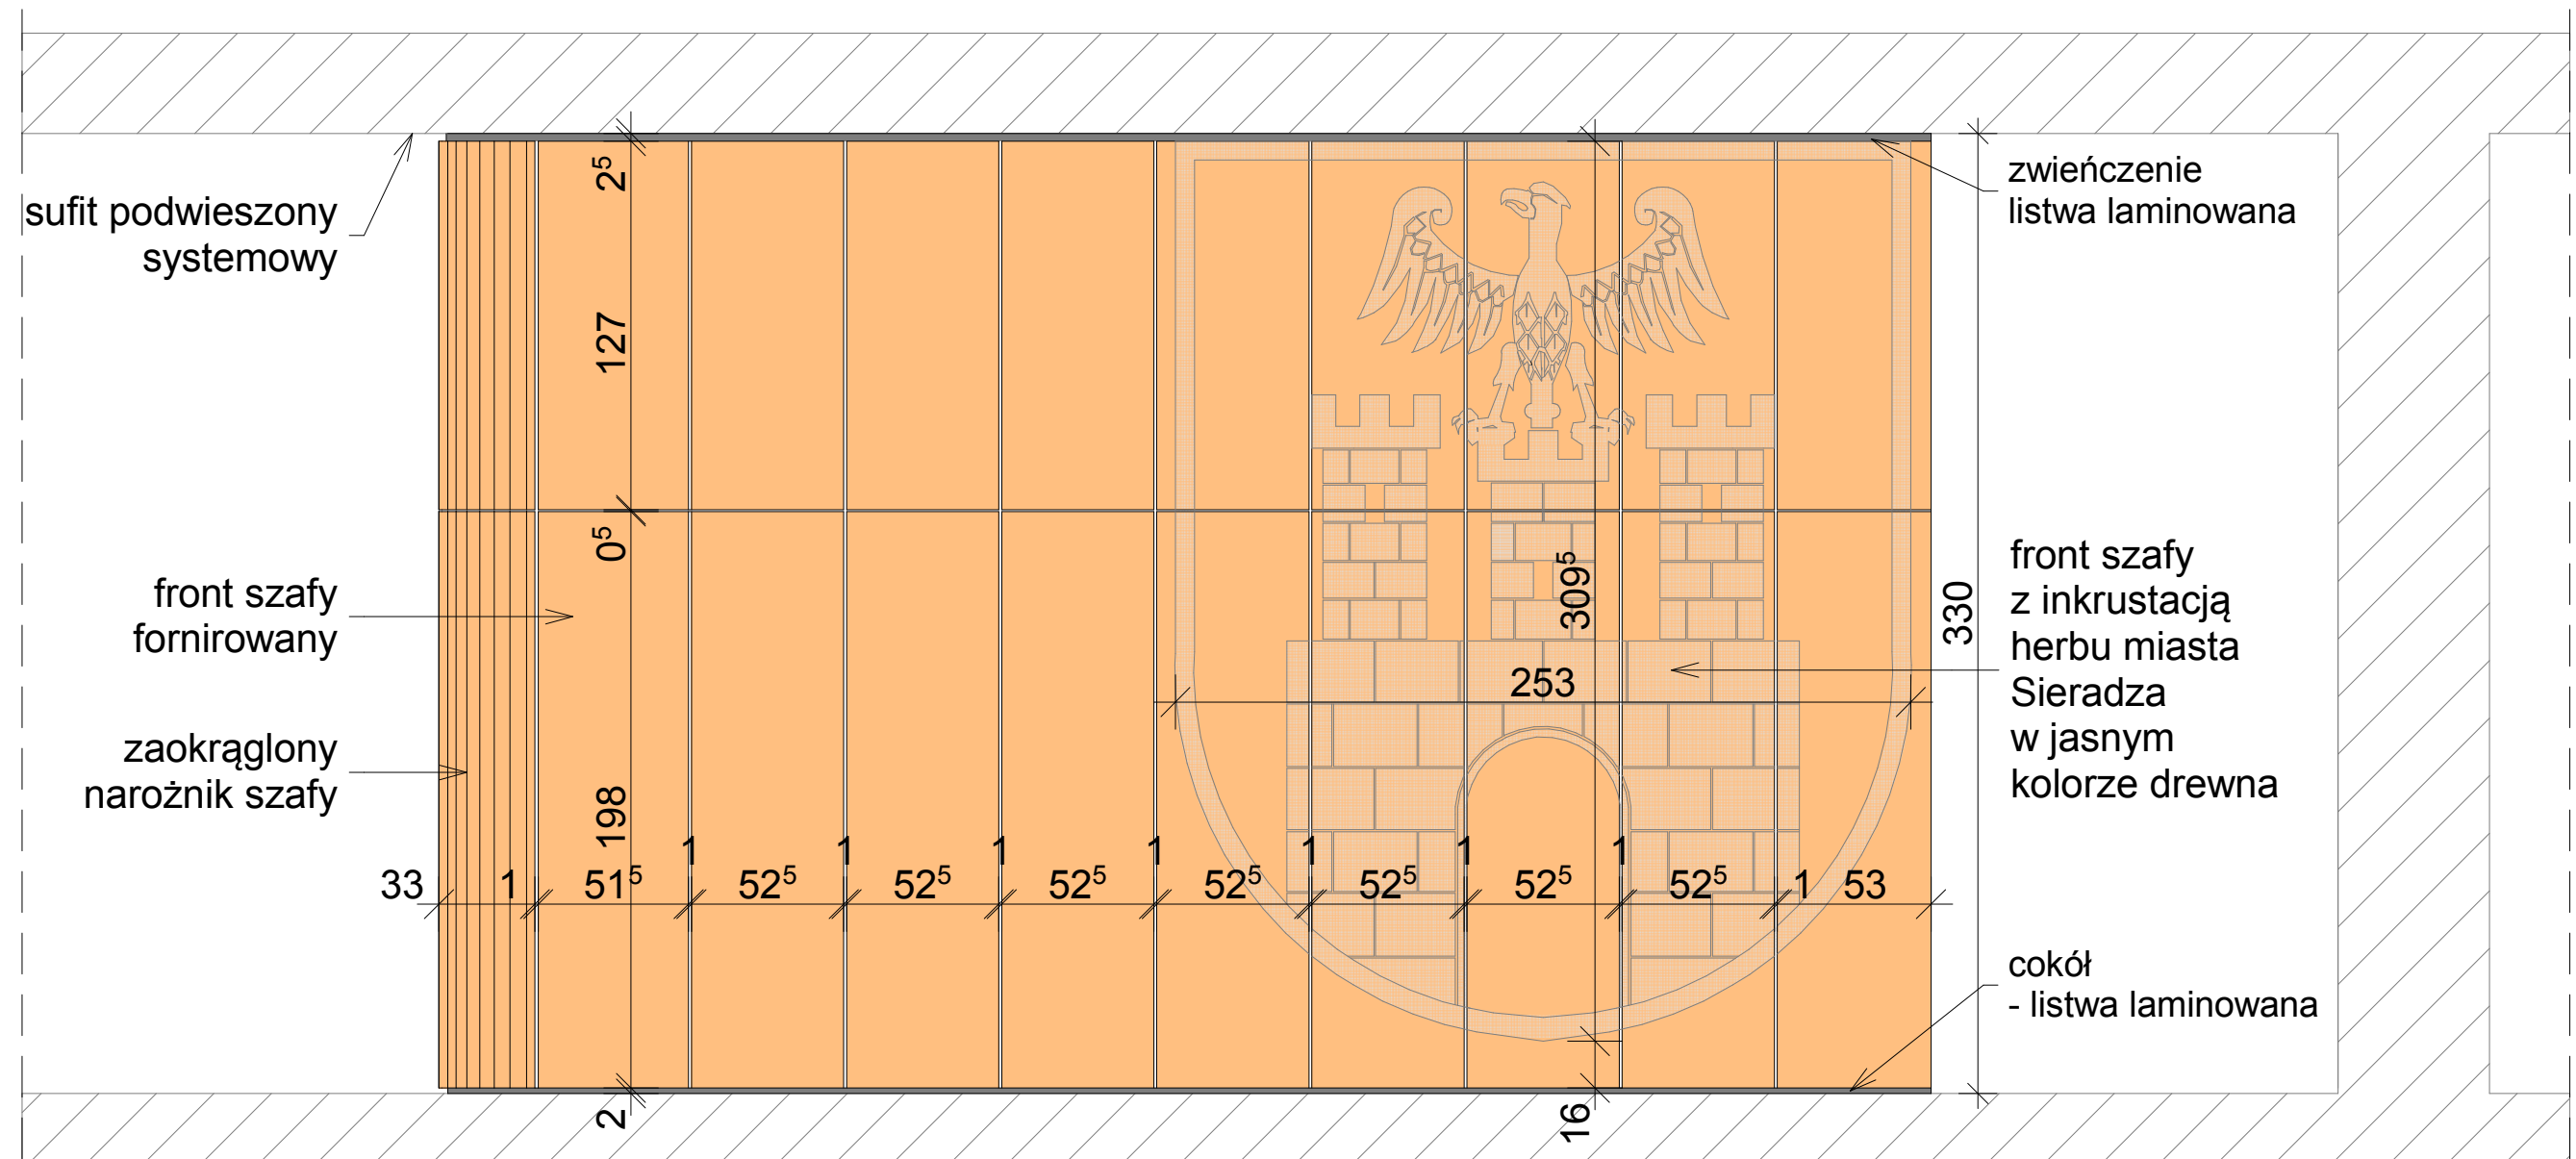 sufit podwieszony
systemowy
front szafy
fornirowany
zaokrąglony
narożnik szafy
2⁵
127
0⁵
198
2
33
1
51⁵
1
52⁵
1
52⁵
1
52⁵
1
52⁵
1
52⁵
1
52⁵
1
52⁵
1
53
253
309⁵
16
330
zwieńczenie
listwa laminowana
front szafy
z inkrustacją
herbu miasta
Sieradza
w jasnym
kolorze drewna
cokół
- listwa laminowana